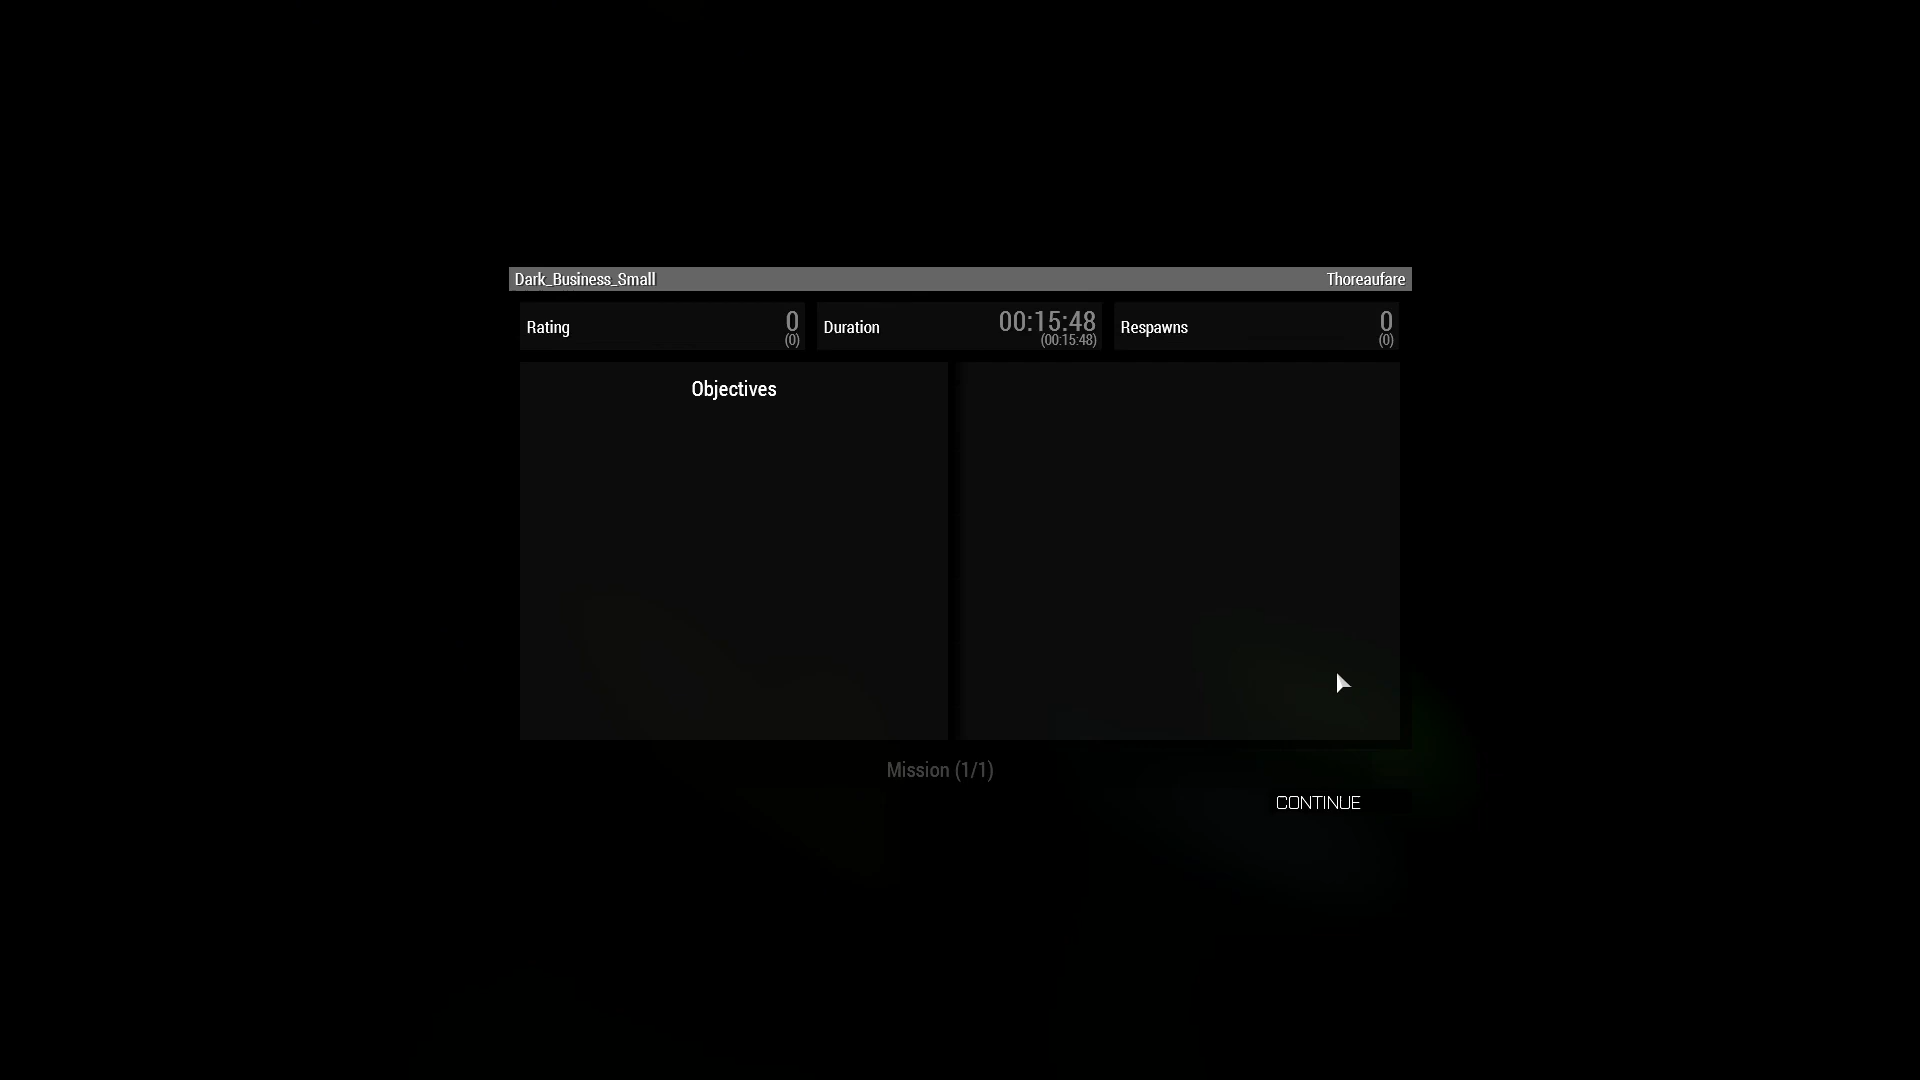 Dark_Business_Small
Thoreaufare
Rating
0
(0)
Duration
00:15:48
(00:15:48)
Respawns
0
(0)
Objectives
Mission (1/1)
CONTINUE